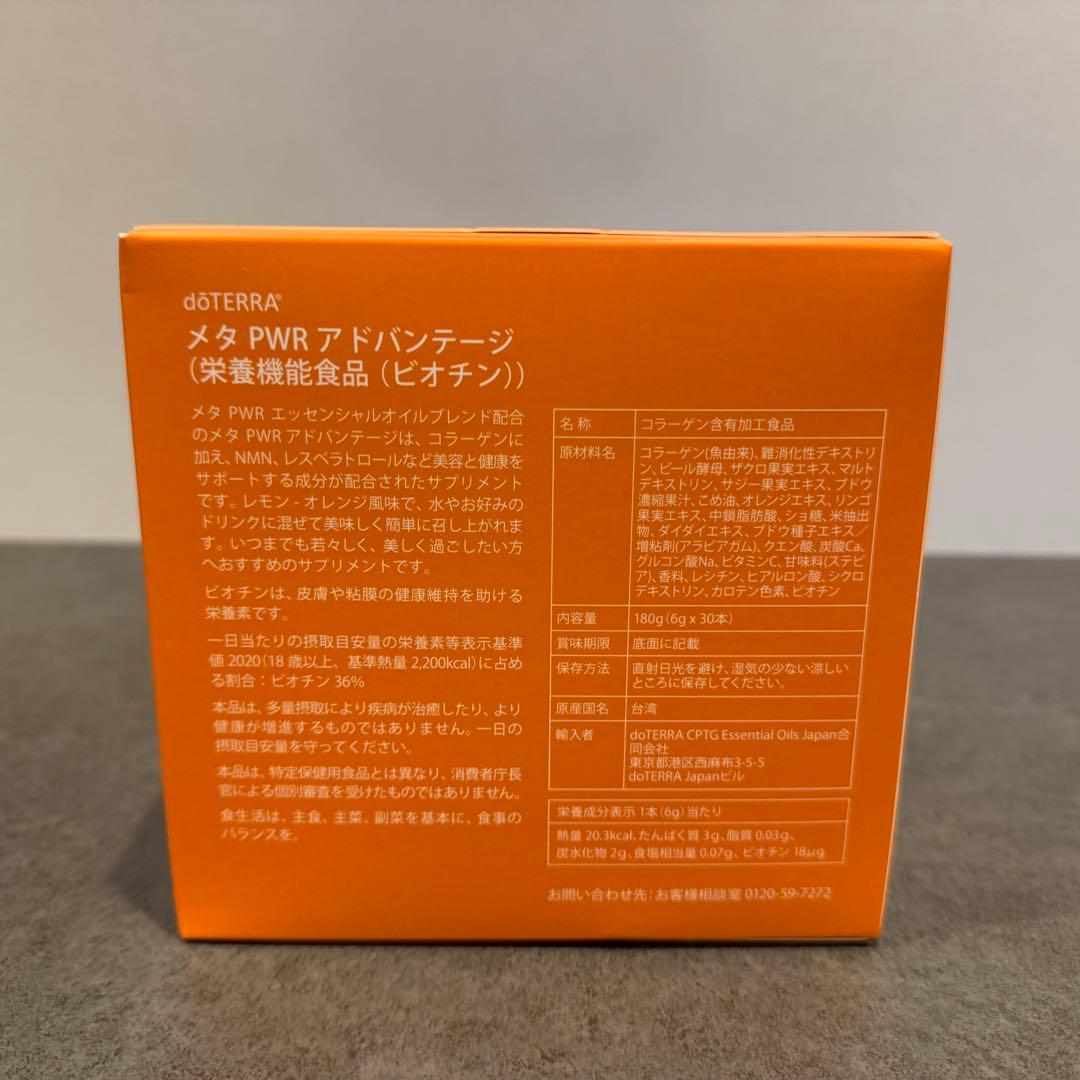 dōTERRA®
メタ PWR アドバンテージ
(栄養機能食品 (ビオチン))
メタ PWR エッセンシャルオイルブレンド配合
のメタ PWR アドバンテージは、コラーゲンに
加え、NMN、レスベラトロールなど美容と健康を
サポートする成分が配合されたサプリメント
です。レモン - オレンジ風味で、水やお好みの
ドリンクに混ぜて美味しく簡単に召し上がれま
す。いつまでも若々しく、美しく過ごしたい方
へおすすめのサプリメントです。
ビオチンは、皮膚や粘膜の健康維持を助ける
栄養素です。
一日当たりの摂取目安量の栄養素等表示基準
値 2020(18 歳以上、基準熱量 2,200kcal)に占め
る割合：ビオチン 36%
本品は、多量摂取により疾病が治癒したり、より
健康が増進するものではありません。一日の
摂取目安量を守ってください。
本品は、特定保健用食品とは異なり、消費者庁長
官による個別審査を受けたものではありません。
食生活は、主食、主菜、副菜を基本に、食事の
バランスを。
名 称 コラーゲン含有加工食品
原材料名 コラーゲン(魚由来)、難消化性デキストリ
ン、ビール酵母、ザクロ果実エキス、マルト
デキストリン、サジー果実エキス、ブドウ
濃縮果汁、こめ油、オレンジエキス、リンゴ
果実エキス、中鎖脂肪酸、ショ糖、米抽出
物、ダイダイエキス、ブドウ種子エキス／
増粘剤(アラビアガム)、クエン酸、炭酸Ca、
グルコン酸Na、ビタミンC、甘味料(ステビ
ア)、香料、レシチン、ヒアルロン酸、シクロ
デキストリン、カロテン色素、ビオチン
内容量 180g(6g x 30本)
賞味期限 底面に記載
保存方法 直射日光を避け、湿気の少ない涼しい
ところに保存してください。
原産国名 台湾
輸入者 doTERRA CPTG Essential Oils Japan合
同会社
東京都港区西麻布3-5-5
doTERRA Japanビル
栄養成分表示 1本(6g)当たり
熱量 20.3kcal、たんぱく質 3g、脂質 0.03g、
炭水化物 2g、食塩相当量 0.07g、ビオチン 18μg
お問い合わせ先：お客様相談室 0120-59-7272